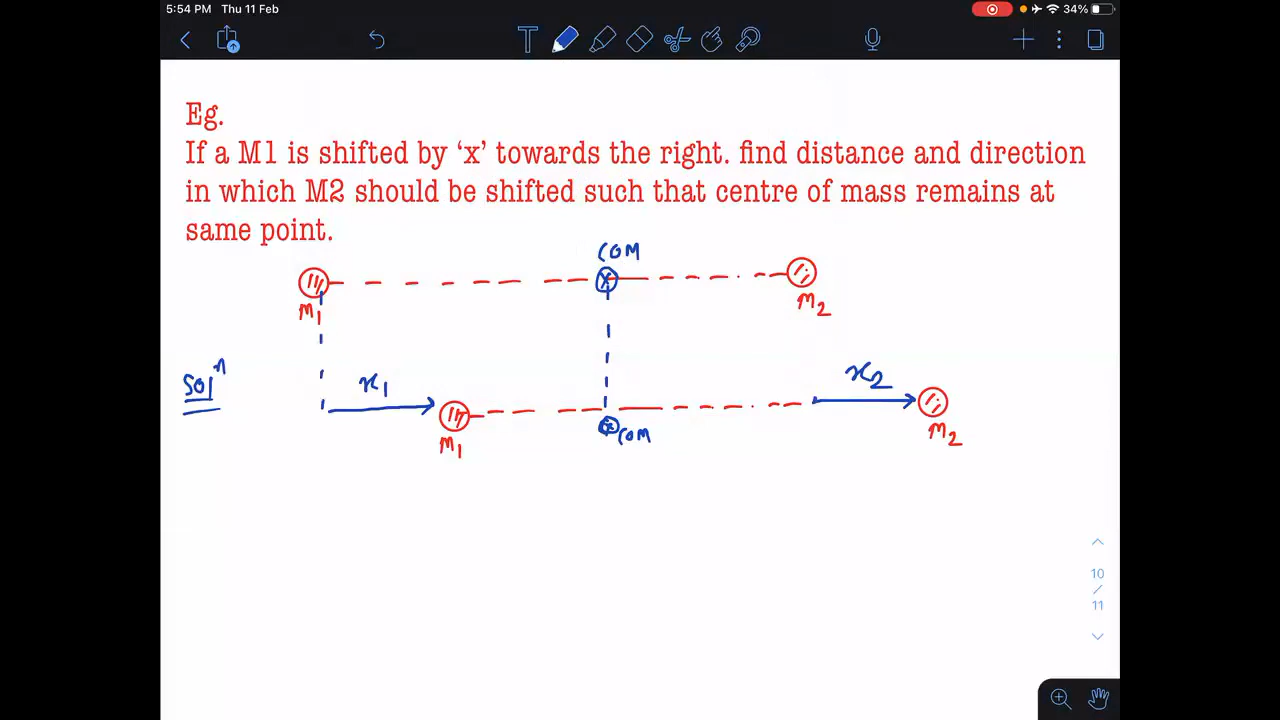 5:54 PM Thu 11 Feb
34%
T
Eg.
If a M1 is shifted by ‘x’ towards the right. find distance and direction
in which M2 should be shifted such that centre of mass remains at
same point.
COM
M1
M2
Solⁿ
x1
x2
COM
M1
M2
10
/
11